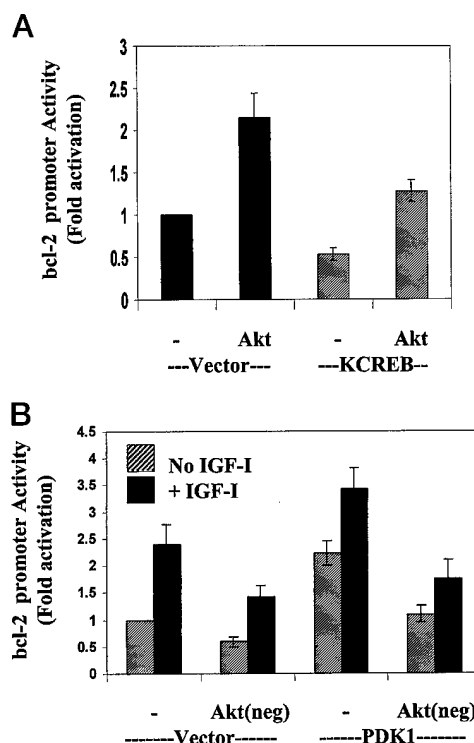 A
bcl-2 promoter Activity
(Fold activation)
3
2.5
2
1.5
1
0.5
0
- Akt - Akt
---Vector--- ---KCREB--
B
bcl-2 promoter Activity
(Fold activation)
4.5
4
3.5
3
2.5
2
1.5
1
0.5
0
No IGF-I
+ IGF-I
- Akt(neg) - Akt(neg)
-------Vector------- ------PDK1-------